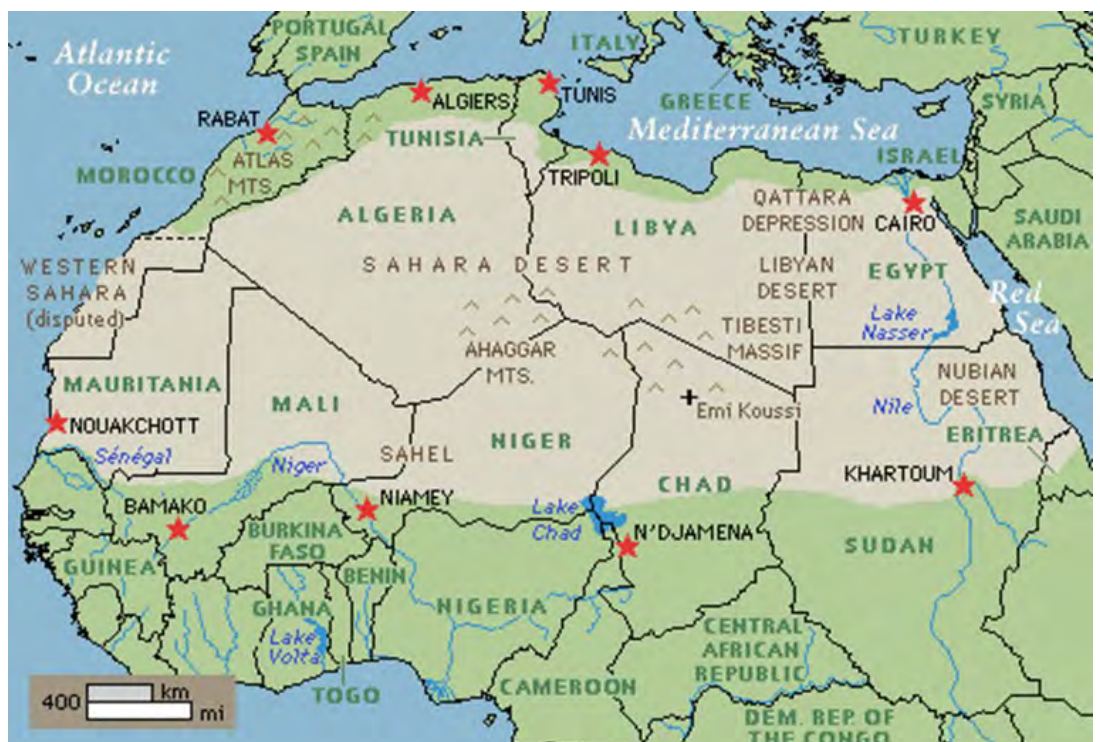 PORTUGAL
SPAIN
ITALY
TURKEY
Atlantic
Ocean
ALGIERS
TUNIS
GREECE
SYRIA
RABAT
TUNISIA
Mediterranean Sea
ISRAEL
ATLAS
MTS.
MOROCCO
TRIPOLI
QATTARA
DEPRESSION
CAIRO
SAUDI
ARABIA
ALGERIA
LIBYA
WESTERN
SAHARA
(disputed)
SAHARA DESERT
LIBYAN
DESERT
EGYPT
Red
Sea
Lake
Nasser
AHAGGAR
MTS.
TIBESTI
MASSIF
NUBIAN
DESERT
MAURITANIA
MALI
Emi Koussi
Nile
NOUAKCHOTT
NIGER
ERITREA
Sénégal
Niger
SAHEL
CHAD
KHARTOUM
BAMAKO
NIAMEY
Lake
Chad
N'DJAMENA
BURKINA
FASO
SUDAN
GUINEA
BENIN
GHANA
NIGERIA
Lake
Volta
CENTRAL
AFRICAN
REPUBLIC
TOGO
CAMEROON
400 km
mi
DEM. REP. OF
THE CONGO